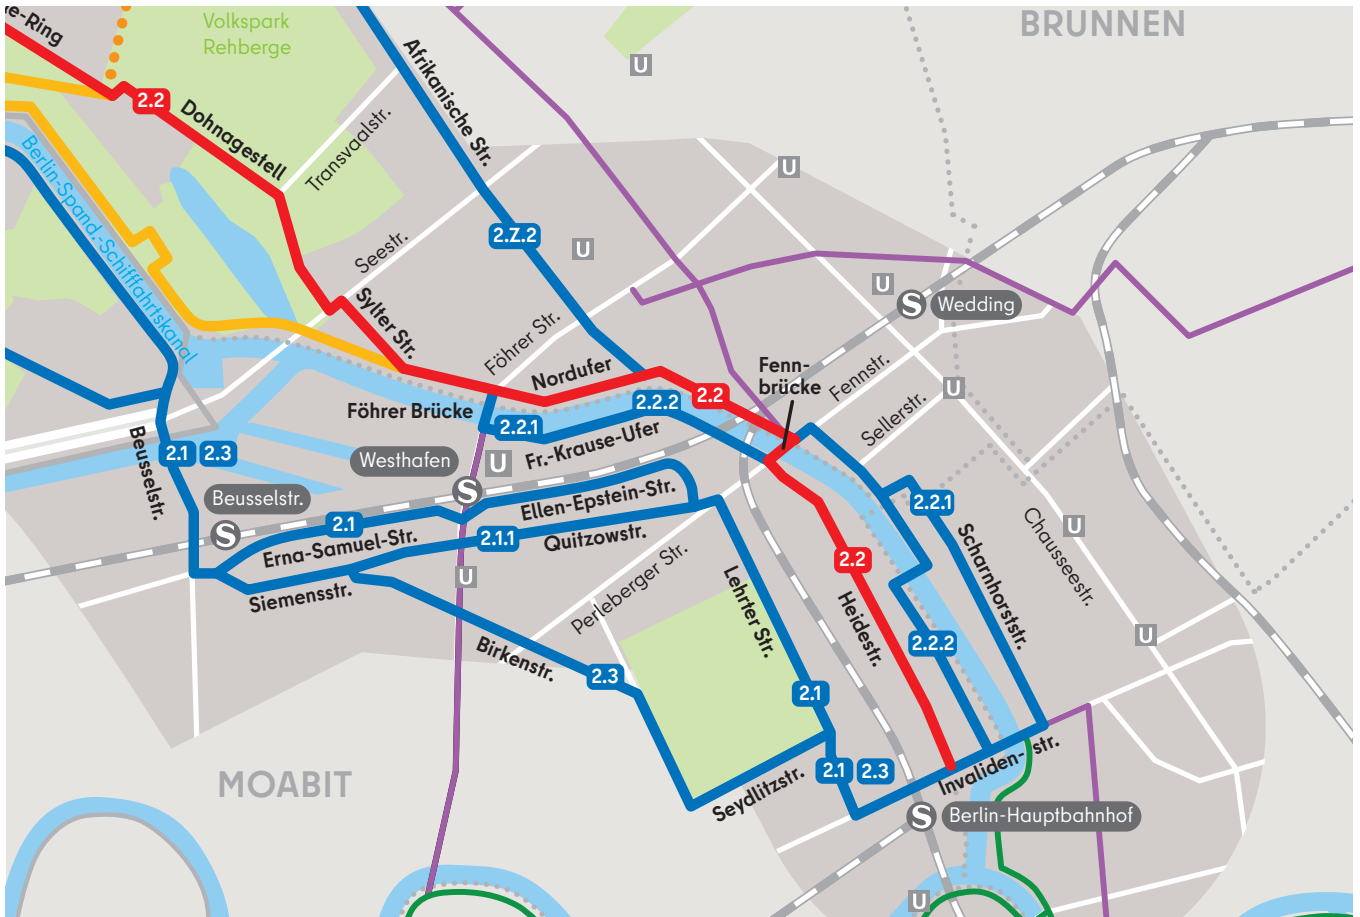 e-Ring
Volkspark
Rehberge
BRUNNEN
Afrikanische Str.
U
2.2
Dohnagestell
Transvaalstr.
Berlin-Spand.-Schifffahrtskanal
U
Seestr.
2.Z.2
U
U
S Wedding
Sylter Str.
Föhrer Str.
Nordufer
Fenn-
brücke
Fennstr.
2.2
U
Föhrer Brücke
2.2.2
2.2.1
Sellerstr.
Fr.-Krause-Ufer
Beusselstr.
2.1 2.3
Westhafen
U
S
Beusselstr.
S
Ellen-Epstein-Str.
2.2.1
2.1
Erna-Samuel-Str.
2.1.1
Quitzowstr.
U
Chausseestr.
Scharnhorststr.
2.2
U
Siemensstr.
Perleberger Str.
Lehrter Str.
Heidestr.
2.2.2
U
Birkenstr.
2.3
2.1
MOABIT
Seydlitzstr.
2.1 2.3
Invaliden- str.
S Berlin-Hauptbahnhof
U